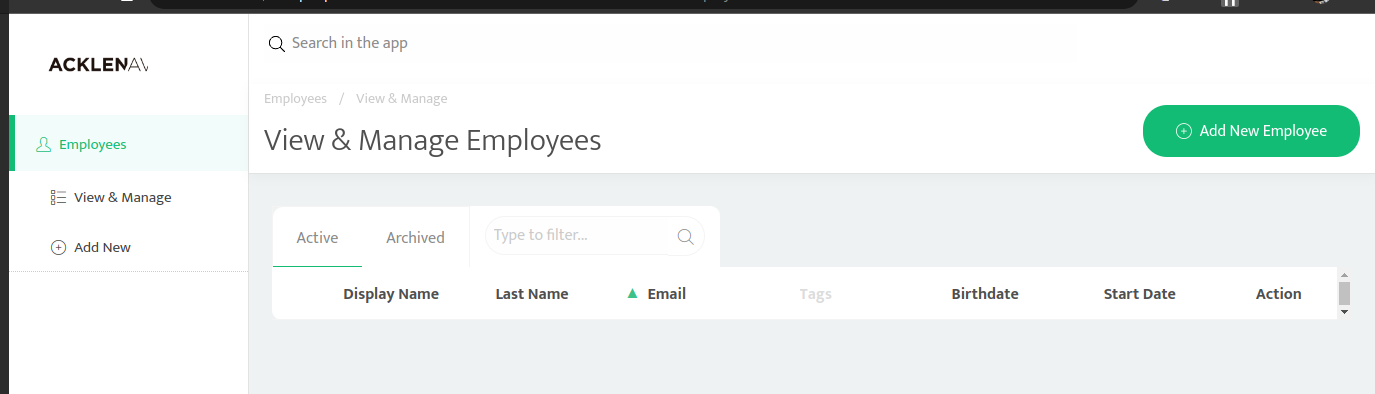 Search in the app
ACKLENAV
Employees / View & Manage
View & Manage Employees
Add New Employee
Employees
View & Manage
Add New
Active
Archived
Type to filter...
Display Name Last Name Email Tags Birthdate Start Date Action